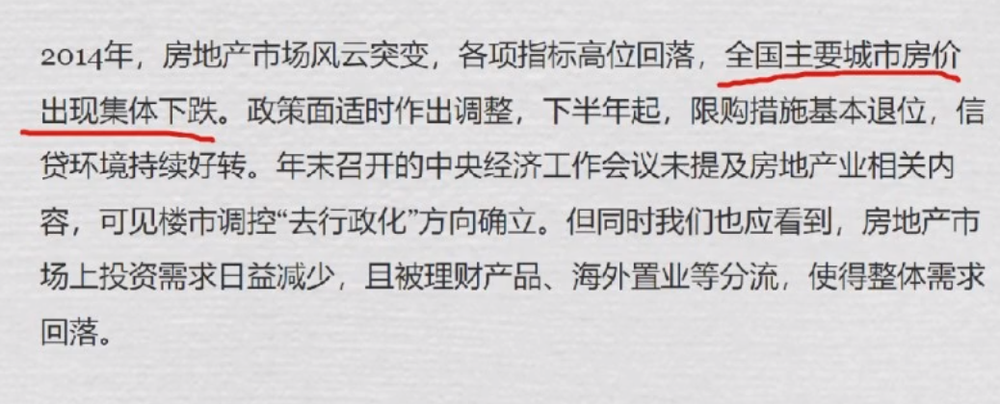 2014年，房地产市场风云突变，各项指标高位回落，全国主要城市房价
出现集体下跌。政策面适时作出调整，下半年起，限购措施基本退位，信
贷环境持续好转。年末召开的中央经济工作会议未提及房地产业相关内
容，可见楼市调控“去行政化”方向确立。但同时我们也应看到，房地产市
场上投资需求日益减少，且被理财产品、海外置业等分流，使得整体需求
回落。